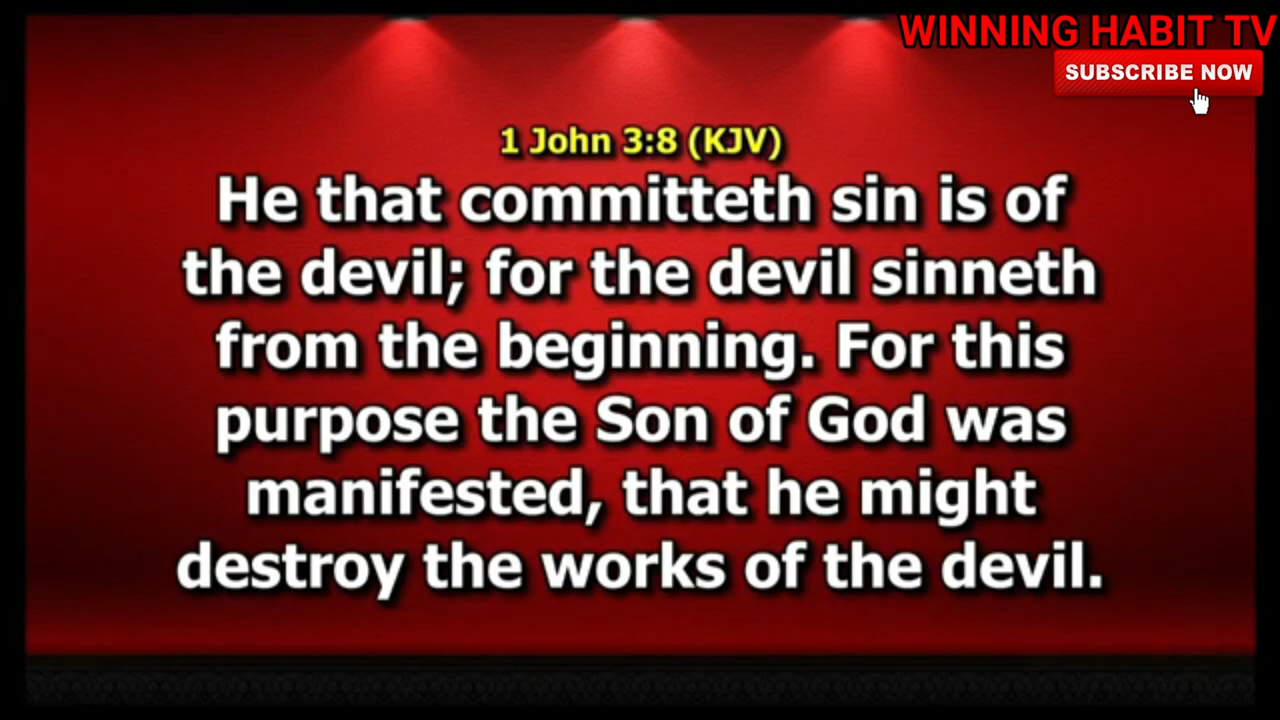 WINNING HABIT TV
SUBSCRIBE NOW
1 John 3:8 (KJV)
He that committeth sin is of
the devil; for the devil sinneth
from the beginning. For this
purpose the Son of God was
manifested, that he might
destroy the works of the devil.